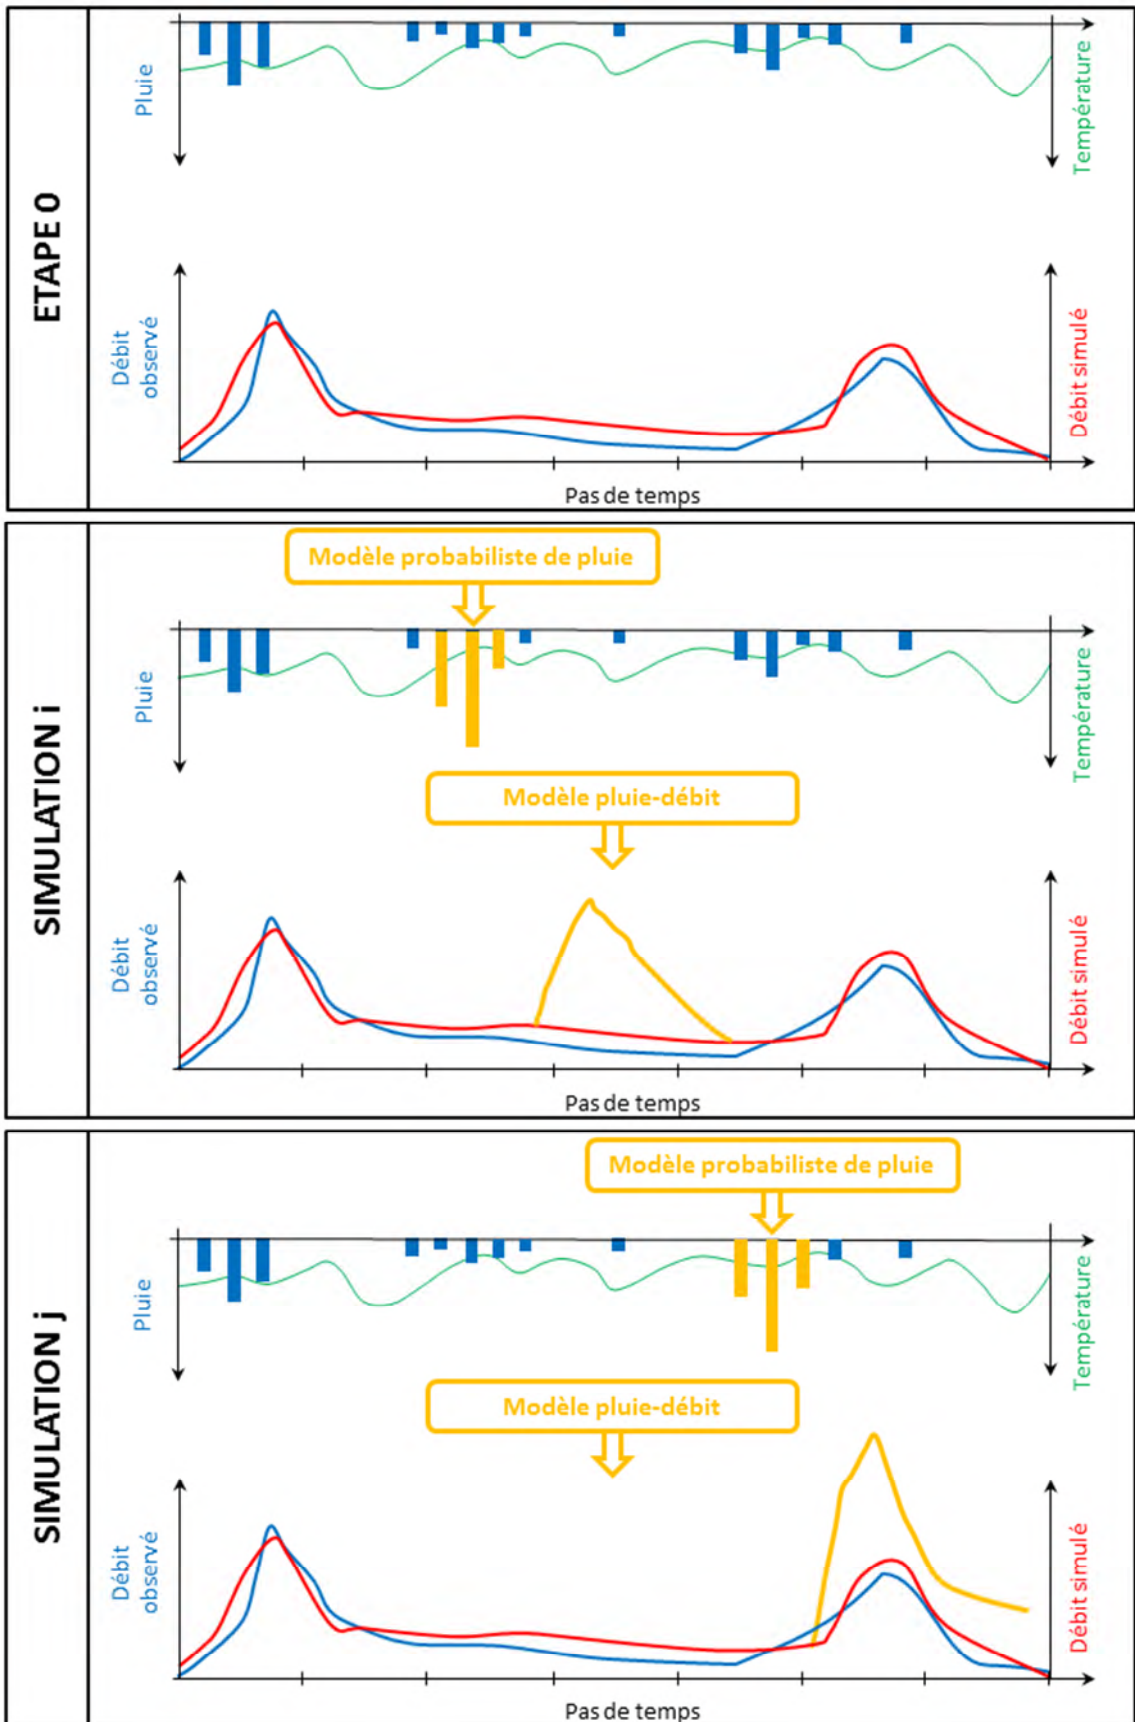 ETAPE 0
Pluie
Température
Débit
observé
Débit simulé
Pas de temps
SIMULATION i
Modèle probabiliste de pluie
Pluie
Température
Modèle pluie-débit
Débit
observé
Débit simulé
Pas de temps
SIMULATION j
Modèle probabiliste de pluie
Pluie
Température
Modèle pluie-débit
Débit
observé
Débit simulé
Pas de temps